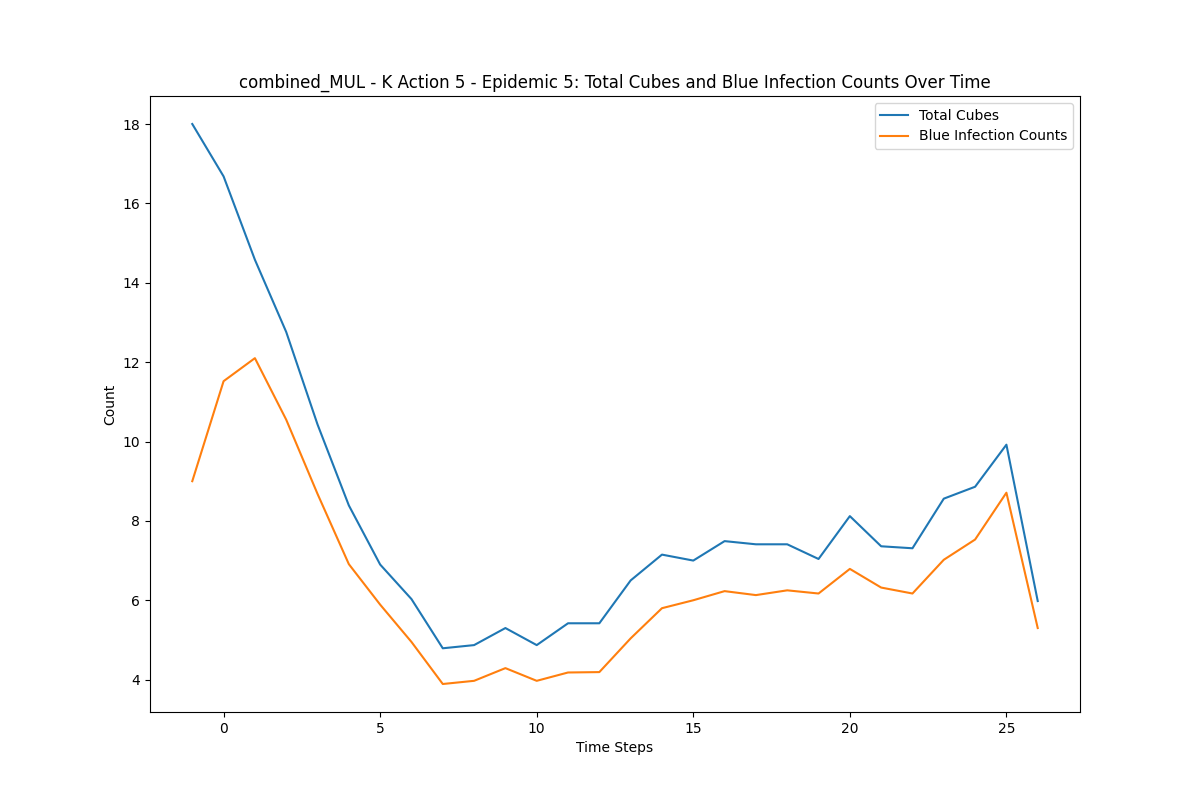 combined_MUL - K Action 5 - Epidemic 5: Total Cubes and Blue Infection Counts Over Time
Total Cubes
Blue Infection Counts
18
16
14
12
10
8
6
4
Count
0 5 10 15 20 25
Time Steps